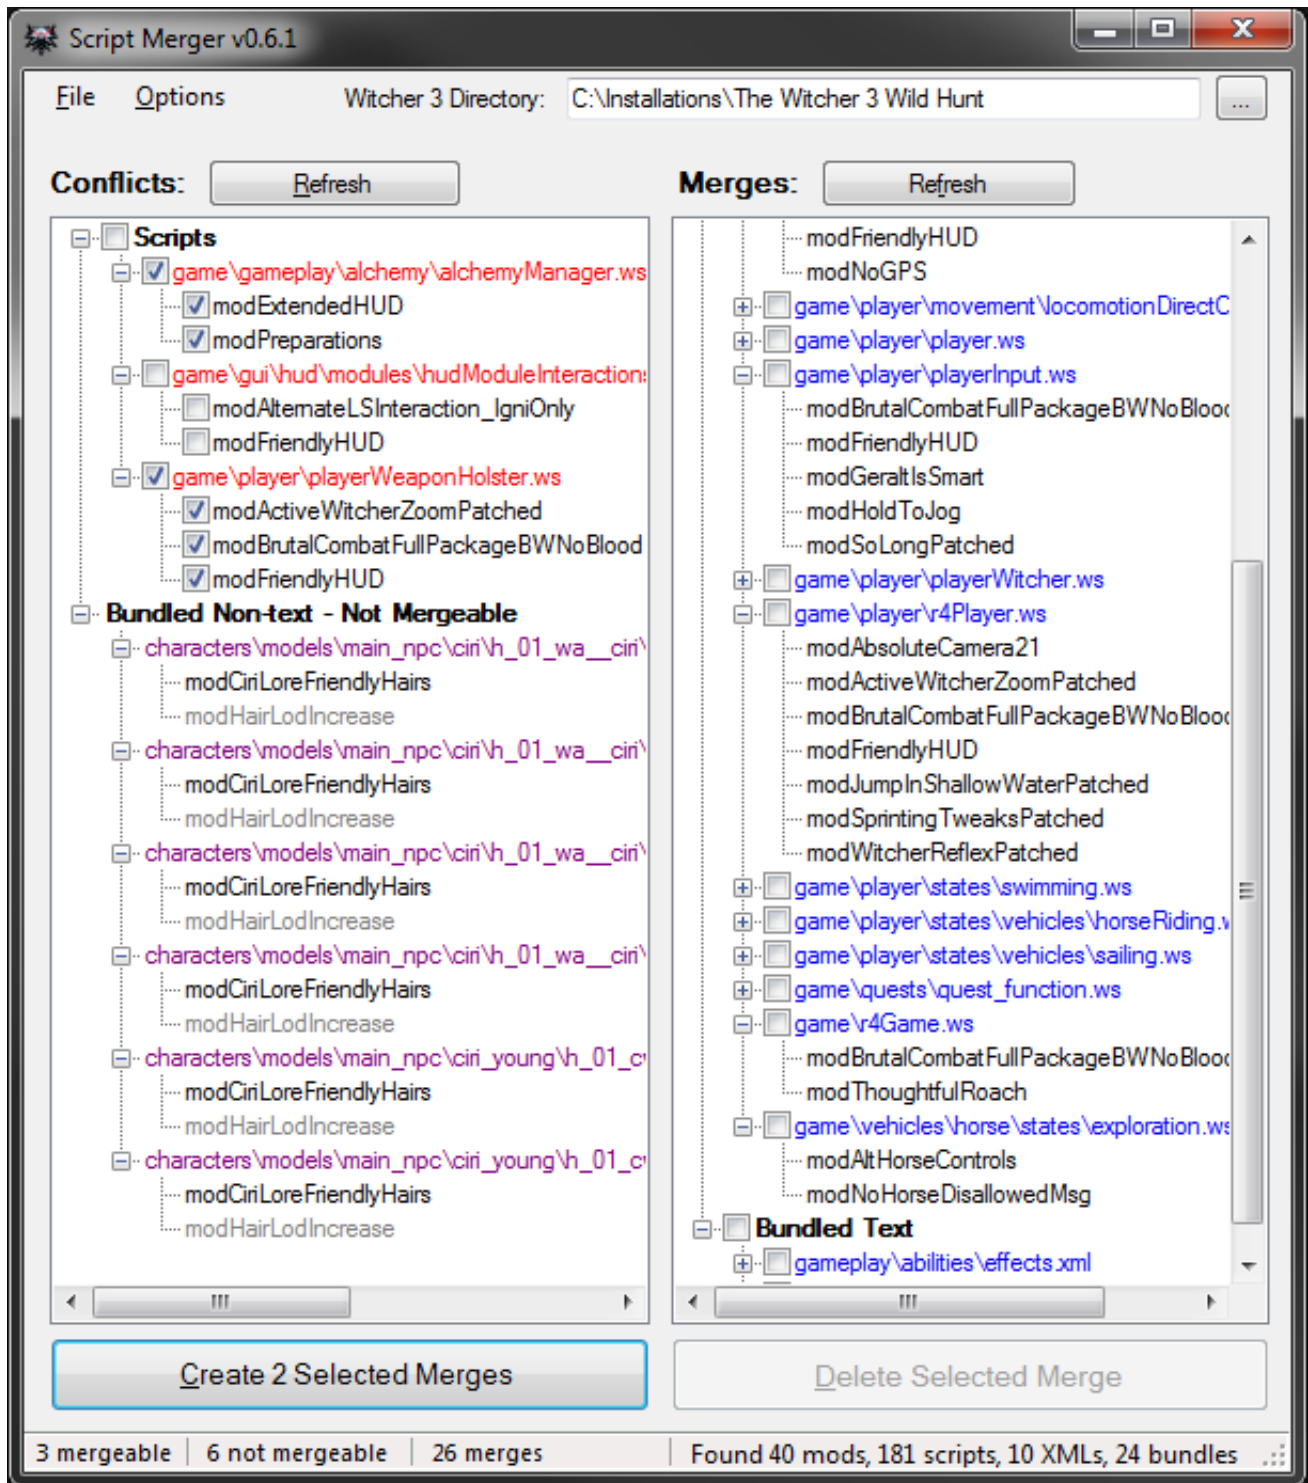 Script Merger v0.6.1
File Options Witcher 3 Directory: C:\Installations\The Witcher 3 Wild Hunt ...
Conflicts: Refresh
Scripts
game\gameplay\alchemy\alchemyManager.ws
modExtendedHUD
modPreparations
game\gui\hud\modules\hudModuleInteractions
modAlternateLSInteraction_IgniOnly
modFriendlyHUD
game\player\playerWeaponHolster.ws
modActiveWitcherZoomPatched
modBrutalCombatFullPackageBWNoBlood
modFriendlyHUD
Bundled Non-text - Not Mergeable
characters\models\main_npc\ciri\h_01_wa__ciri\
modCiriLoreFriendlyHairs
modHairLodIncrease
characters\models\main_npc\ciri\h_01_wa__ciri\
modCiriLoreFriendlyHairs
modHairLodIncrease
characters\models\main_npc\ciri\h_01_wa__ciri\
modCiriLoreFriendlyHairs
modHairLodIncrease
characters\models\main_npc\ciri\h_01_wa__ciri\
modCiriLoreFriendlyHairs
modHairLodIncrease
characters\models\main_npc\ciri_young\h_01_c
modCiriLoreFriendlyHairs
modHairLodIncrease
characters\models\main_npc\ciri_young\h_01_c
modCiriLoreFriendlyHairs
modHairLodIncrease
Create 2 Selected Merges
Merges: Refresh
modFriendlyHUD
modNoGPS
game\player\movement\locomotionDirectC
game\player\player.ws
game\player\playerInput.ws
modBrutalCombatFullPackageBWNoBlood
modFriendlyHUD
modGeraltIsSmart
modHoldToJog
modSoLongPatched
game\player\playerWitcher.ws
game\player\r4Player.ws
modAbsoluteCamera21
modActiveWitcherZoomPatched
modBrutalCombatFullPackageBWNoBlood
modFriendlyHUD
modJumpInShallowWaterPatched
modSprintingTweaksPatched
modWitcherReflexPatched
game\player\states\swimming.ws
game\player\states\vehicles\horseRiding.w
game\player\states\vehicles\sailing.ws
game\quests\quest_function.ws
game\r4Game.ws
modBrutalCombatFullPackageBWNoBlood
modThoughtfulRoach
game\vehicles\horse\states\exploration.ws
modAltHorseControls
modNoHorseDisallowedMsg
Bundled Text
gameplay\abilities\effects.xml
Delete Selected Merge
3 mergeable 6 not mergeable 26 merges Found 40 mods, 181 scripts, 10 XMLs, 24 bundles